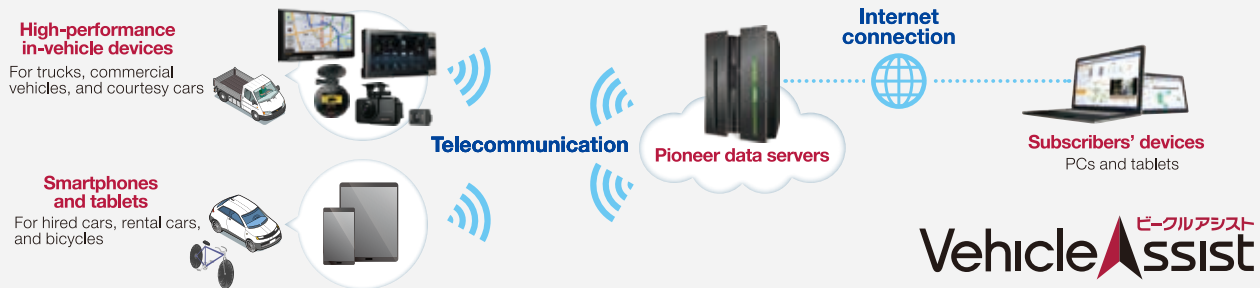 High-performance
in-vehicle devices
For trucks, commercial
vehicles, and courtesy cars
Smartphones
and tablets
For hired cars, rental cars,
and bicycles
Telecommunication
Pioneer data servers
Internet
connection
Subscribers' devices
PCs and tablets
ビークルアシスト
VehicleAssist